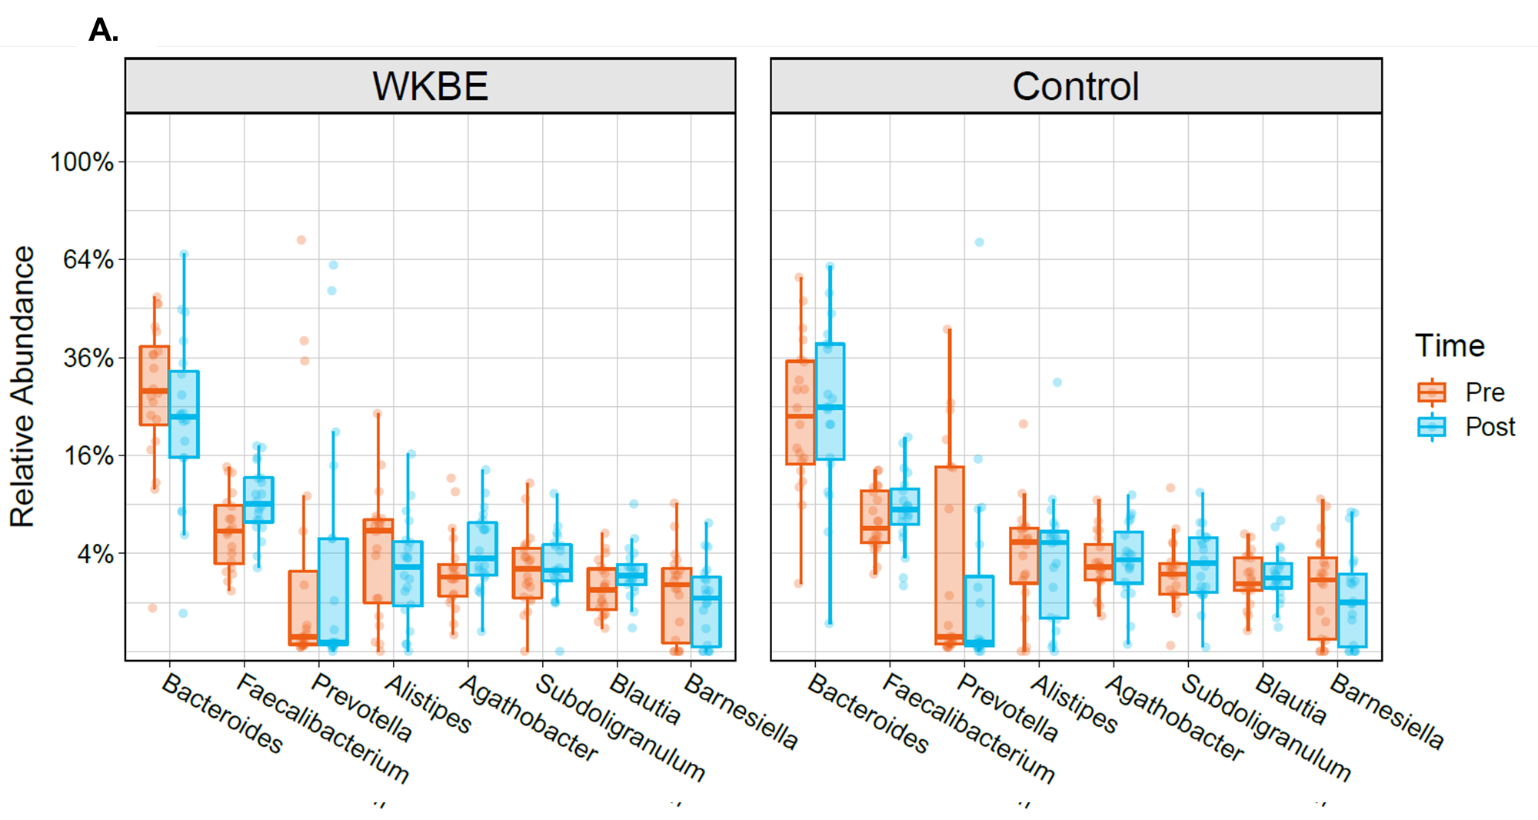 A.
WKBE
Control
Relative Abundance
100%
64%
36%
16%
4%
Bacteroides
Faecalibacterium
Prevotella
Alistipes
Agathobacter
Subdoligranulum
Blautia
Barnesiella
Bacteroides
Faecalibacterium
Prevotella
Alistipes
Agathobacter
Subdoligranulum
Blautia
Barnesiella
Time
Pre
Post